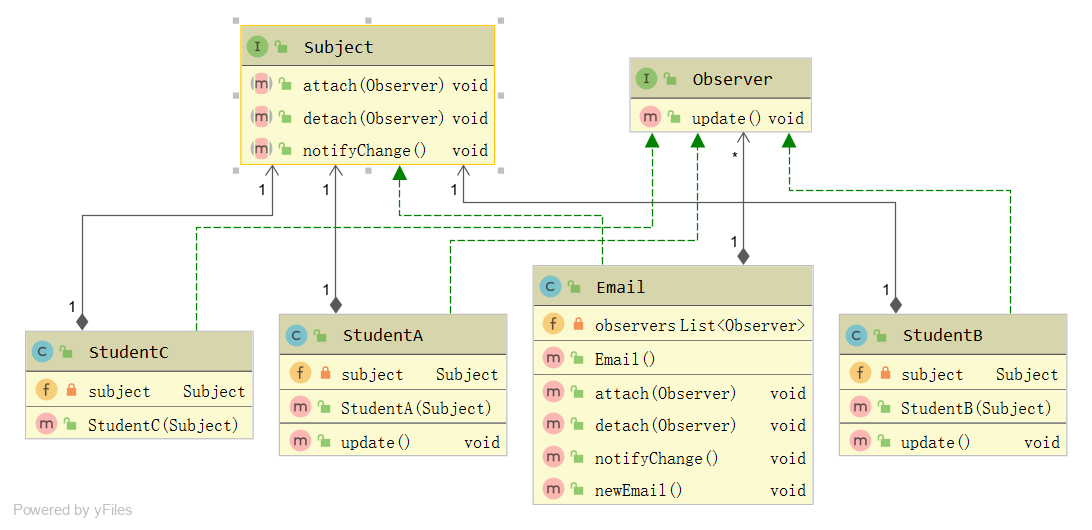 I Subject
m attach(Observer) void
m detach(Observer) void
m notifyChange() void
I Observer
m update() void
*
1
1
1
1
1
1
1
C StudentC
f subject Subject
m StudentC(Subject)
C StudentA
f subject Subject
m StudentA(Subject)
m update() void
C Email
f observers List<Observer>
m Email()
m attach(Observer) void
m detach(Observer) void
m notifyChange() void
m newEmail() void
C StudentB
f subject Subject
m StudentB(Subject)
m update() void
Powered by yFiles